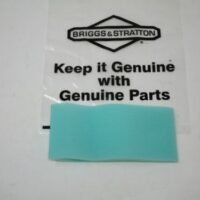 BRIGGS&STRATTON
Keep it Genuine
with
Genuine Parts